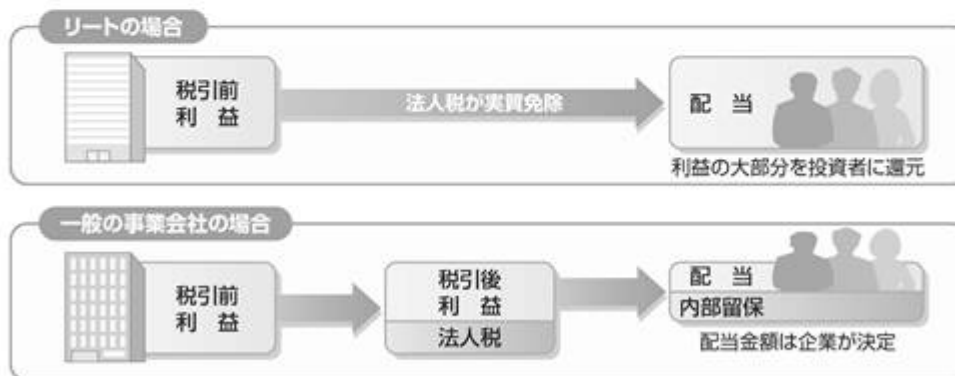 リートの場合
税引前
利 益
法人税が実質免除
配 当
利益の大部分を投資者に還元
一般の事業会社の場合
税引前
利 益
税引後
利 益
法人税
配 当
内部留保
配当金額は企業が決定